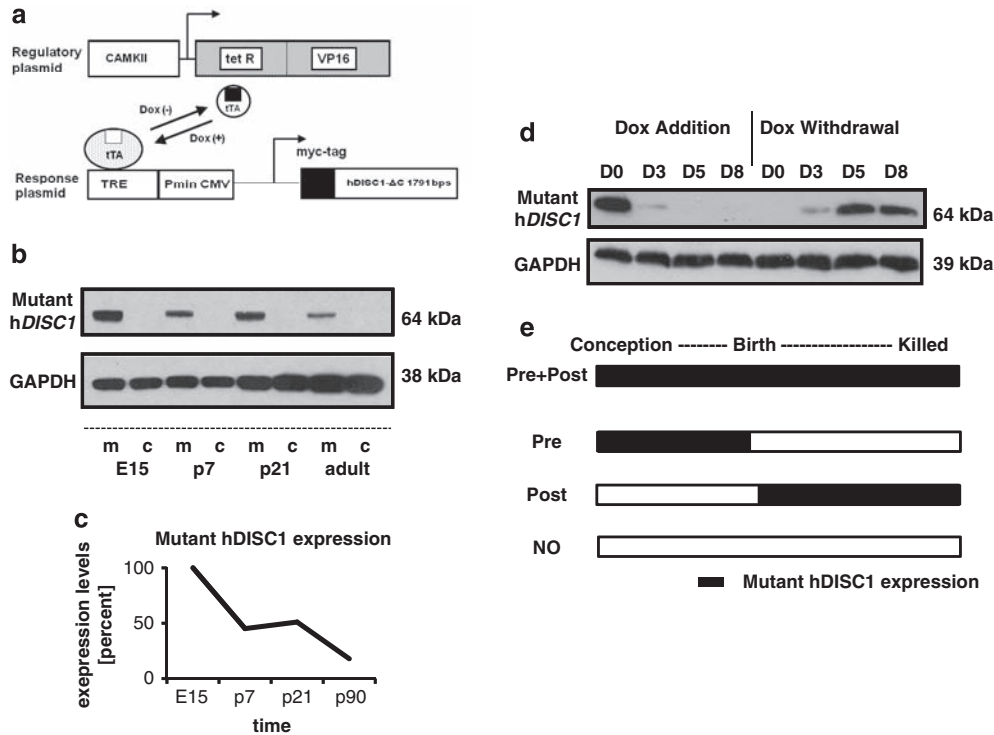 a
Regulatory
plasmid
CAMKII
tet R
VP16
tTA
Dox (-)
Dox (+)
tTA
myc-tag
Response
plasmid
TRE
Pmin CMV
hDISC1-ΔC 1791bps
b
Mutant
hDISC1
64 kDa
GAPDH
38 kDa
m c m c m c m c
E15 p7 p21 adult
c
Mutant hDISC1 expression
exepression levels
[percent]
100
50
0
E15 p7 p21 p90
time
d
Dox Addition Dox Withdrawal
D0 D3 D5 D8 D0 D3 D5 D8
Mutant
hDISC1
64 kDa
GAPDH
39 kDa
e
Conception -------- Birth ------------------ Killed
Pre+Post
Pre
Post
NO
Mutant hDISC1 expression